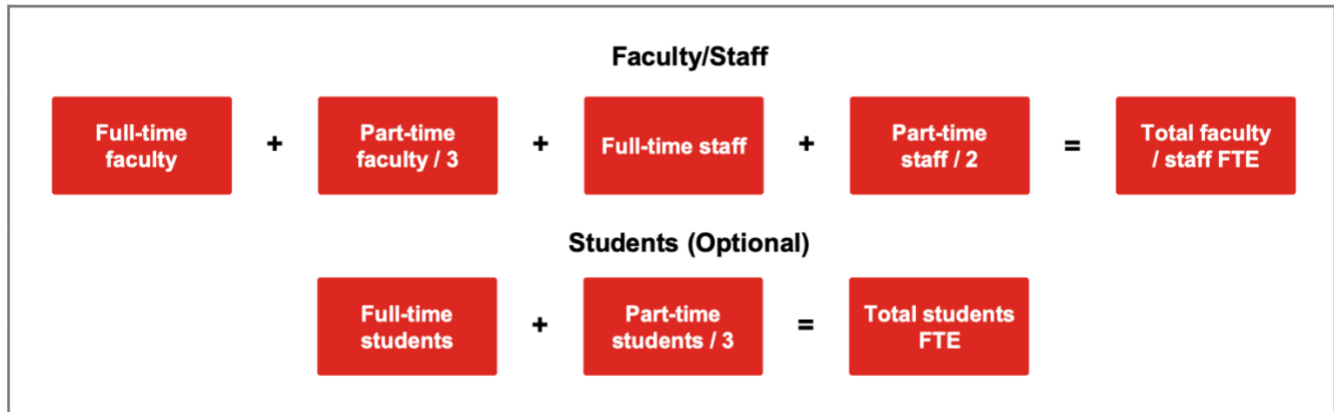 Faculty/Staff
Full-time
faculty
+
Part-time
faculty / 3
+
Full-time staff
+
Part-time
staff / 2
=
Total faculty
/ staff FTE
Students (Optional)
Full-time
students
+
Part-time
students / 3
=
Total students
FTE